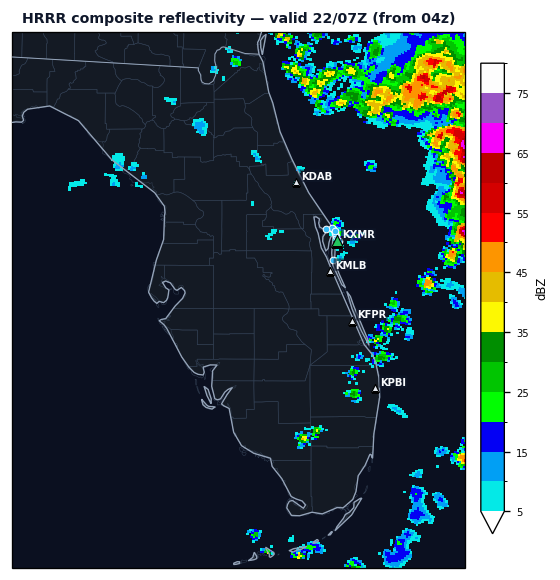 HRRR composite reflectivity — valid 22/07Z (from 04z)
KDAB
KXMR
KMLB
KFPR
KPBI
75
65
55
45
35
25
15
5
dBZ